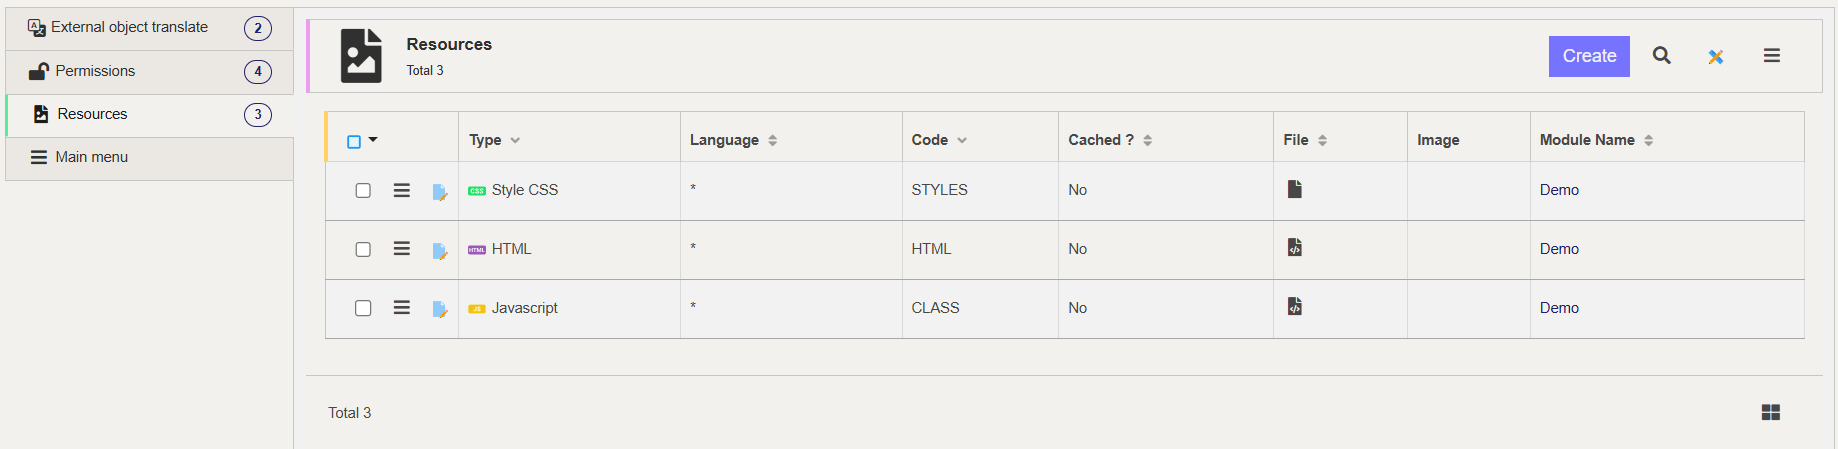 External object translate 2
Permissions 4
Resources 3
Main menu
Resources
Total 3
Create
Type Language Code Cached ? File Image Module Name
CSS Style CSS * STYLES No Demo
HTML HTML * HTML No Demo
JS Javascript * CLASS No Demo
Total 3